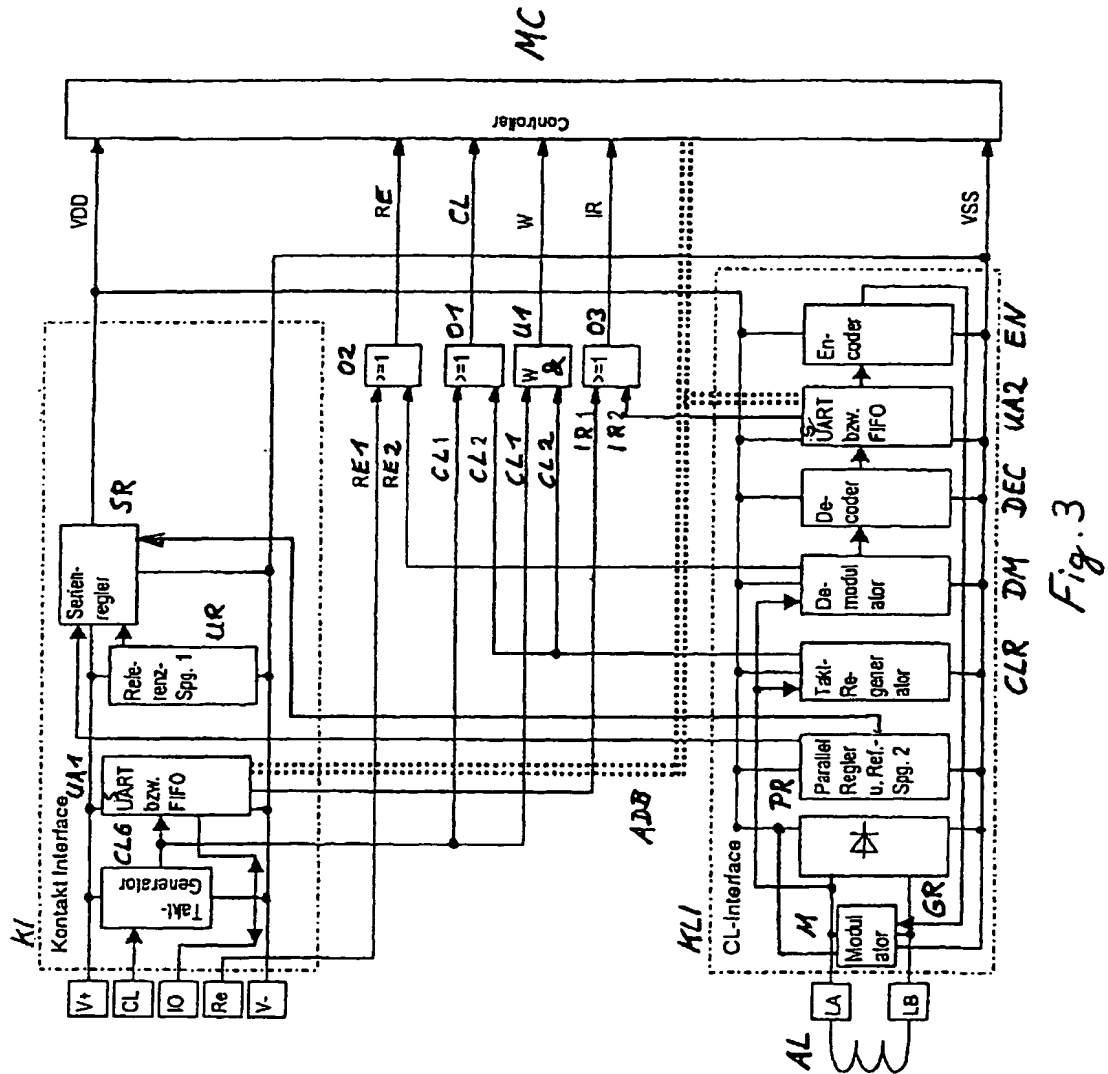 KI
Kontakt Interface
V+
CL
IO
Re
V-
Takt-
Generator
CLG
UA1
UART
bzw.
FIFO
Refe-
renz-
Spg. 1
UR
Serien-
regler
SR
VDD
RE1
RE2
CL1
CL2
CL1
CL2
IR1
IR2
O2
>=1
O1
>=1
U1
W
&
O3
>=1
RE
CL
W
IR
VSS
Controller
MC
ADB
KLI
CL-Interface
AL
LA
LB
M
Modul
ator
GR
PR
Parallel
Regler
u. Ref.-
Spg. 2
Takt-
Re-
gener
ator
CLR
De-
modul
ator
DM
De-
coder
DEC
UART
bzw.
FIFO
UA2
En-
coder
EN
Fig. 3